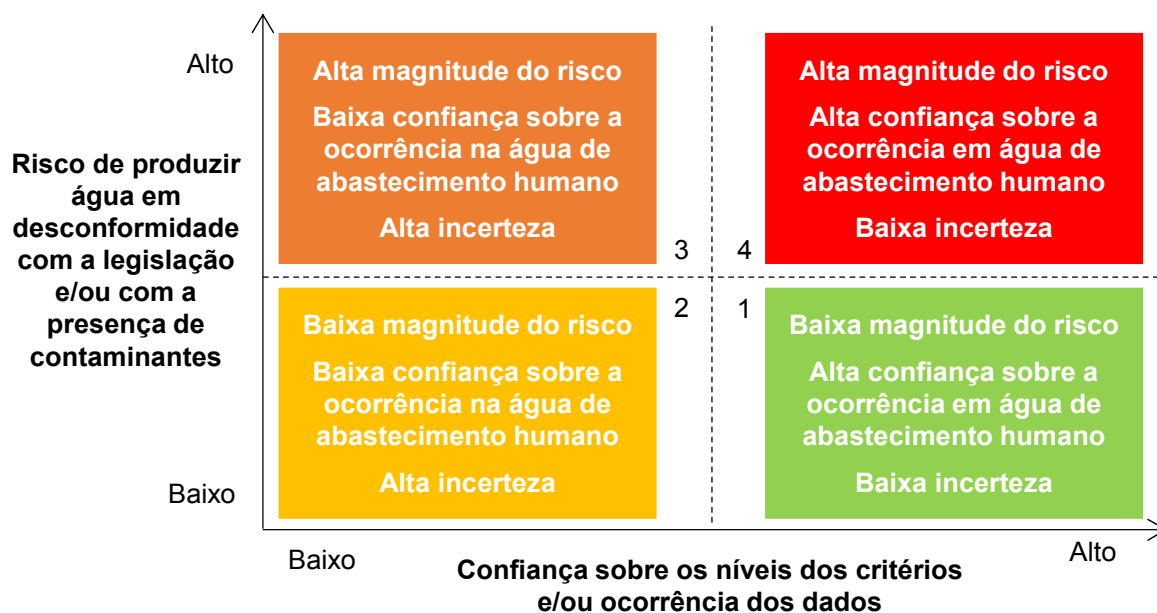 Alto
Risco de produzir
água em
desconformidade
com a legislação
e/ou com a
presença de
contaminantes
Baixo
Alta magnitude do risco
Baixa confiança sobre a
ocorrência na água de
abastecimento humano
Alta incerteza
3
Alta magnitude do risco
Alta confiança sobre a
ocorrência em água de
abastecimento humano
Baixa incerteza
4
Baixa magnitude do risco
Baixa confiança sobre a
ocorrência na água de
abastecimento humano
Alta incerteza
2
Baixa magnitude do risco
Alta confiança sobre a
ocorrência em água de
abastecimento humano
Baixa incerteza
1
Baixo
Confiança sobre os níveis dos critérios
e/ou ocorrência dos dados
Alto